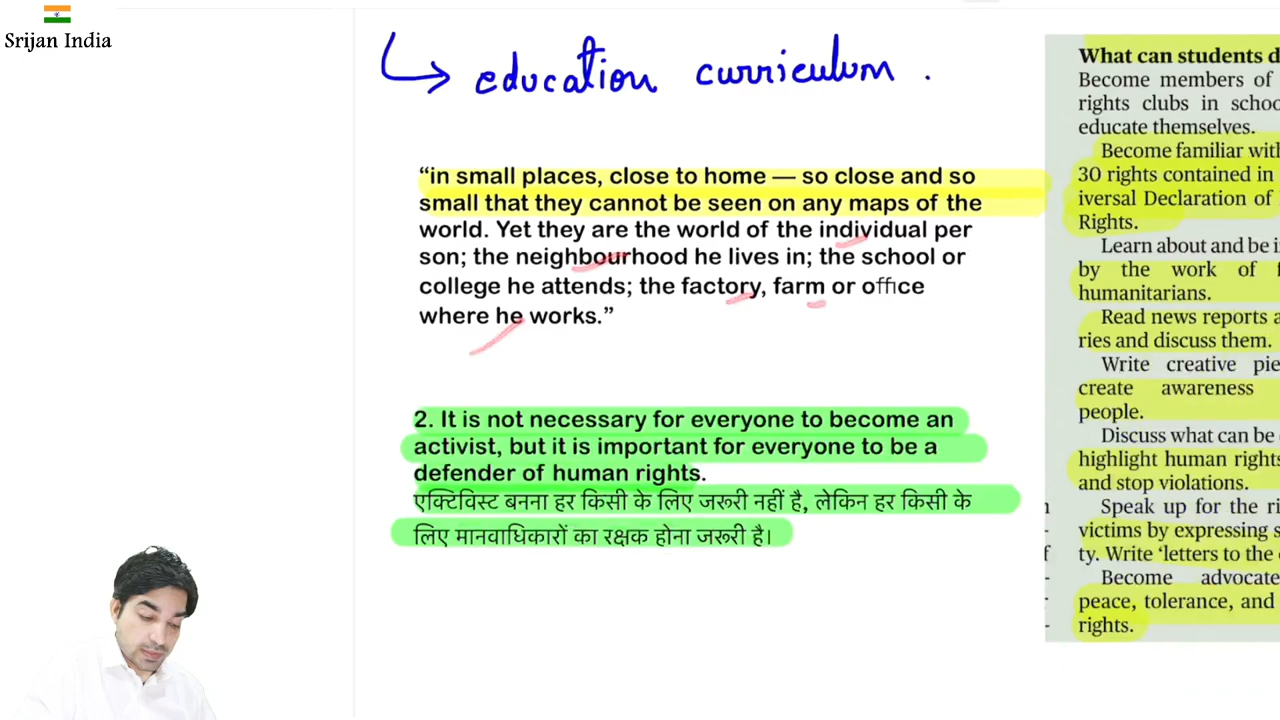 Srijan India
education curriculum.
“in small places, close to home — so close and so
small that they cannot be seen on any maps of the
world. Yet they are the world of the individual per
son; the neighbourhood he lives in; the school or
college he attends; the factory, farm or office
where he works.”
2. It is not necessary for everyone to become an
activist, but it is important for everyone to be a
defender of human rights.
एक्टिविस्ट बनना हर किसी के लिए जरूरी नहीं है, लेकिन हर किसी के
लिए मानवाधिकारों का रक्षक होना जरूरी है।
What can students d
Become members of
rights clubs in schoo
educate themselves.
Become familiar with
30 rights contained in
iversal Declaration of
Rights.
Learn about and be i
by the work of f
humanitarians.
Read news reports a
ries and discuss them.
Write creative pie
create awareness
people.
Discuss what can be
highlight human rights
and stop violations.
Speak up for the ri
victims by expressing s
ty. Write ‘letters to the e
Become advocate
peace, tolerance, and
rights.